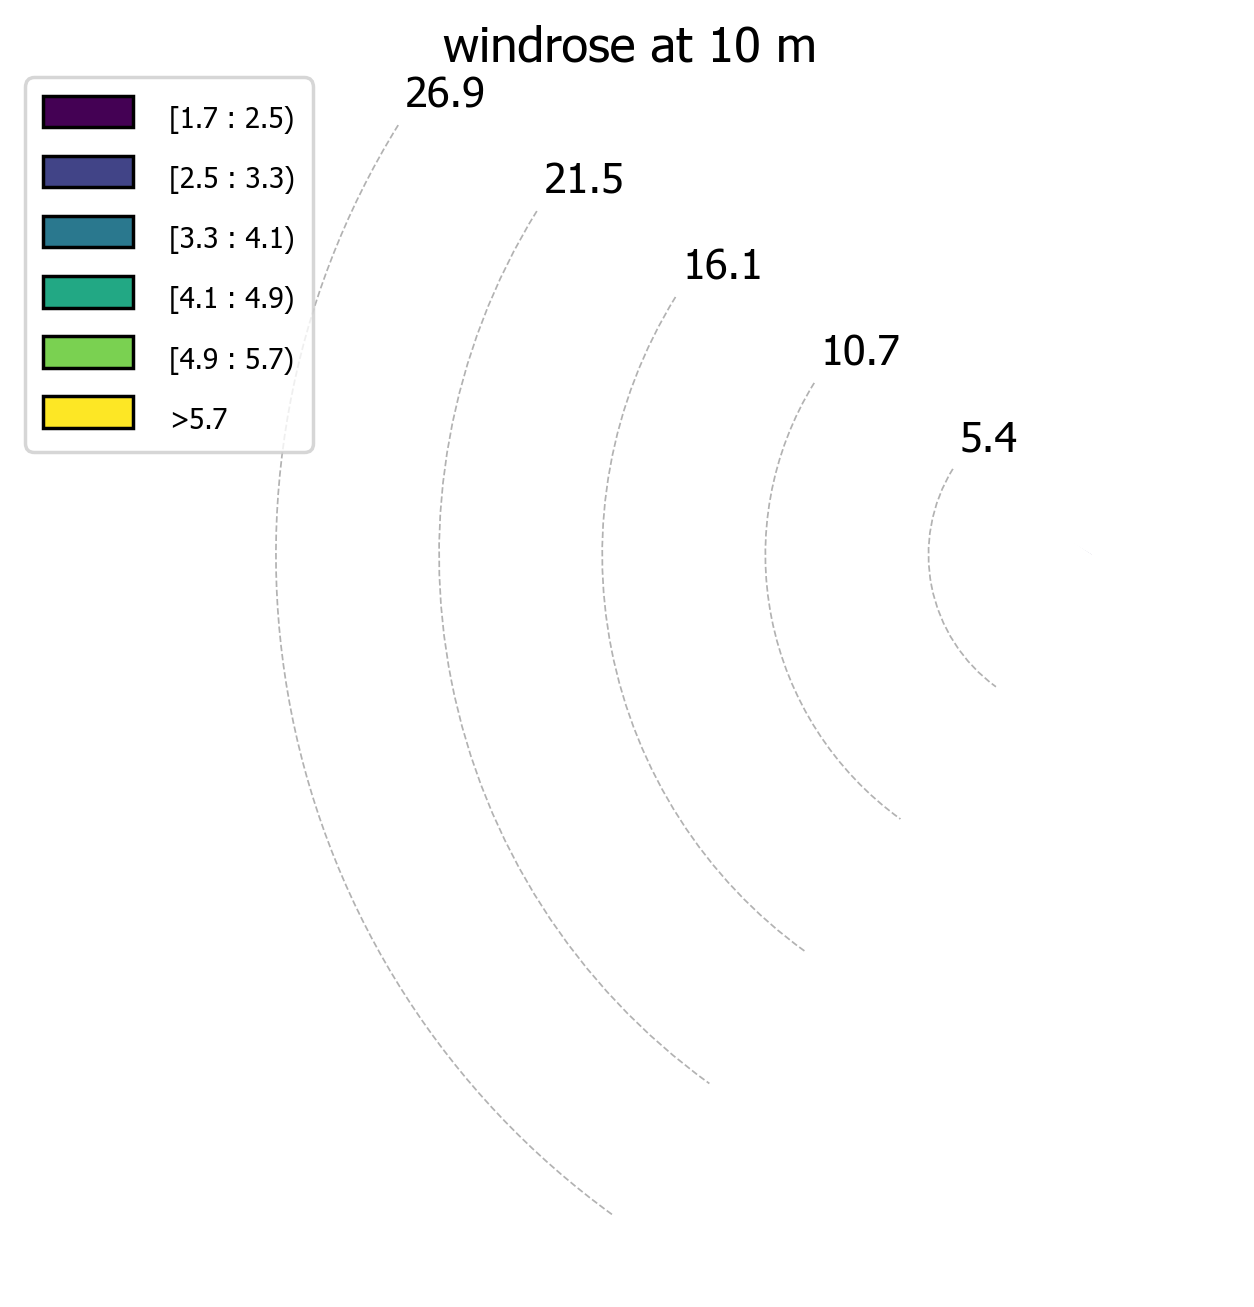 windrose at 10 m
26.9
[1.7 : 2.5)
[2.5 : 3.3)
[3.3 : 4.1)
[4.1 : 4.9)
[4.9 : 5.7)
>5.7
21.5
16.1
10.7
5.4